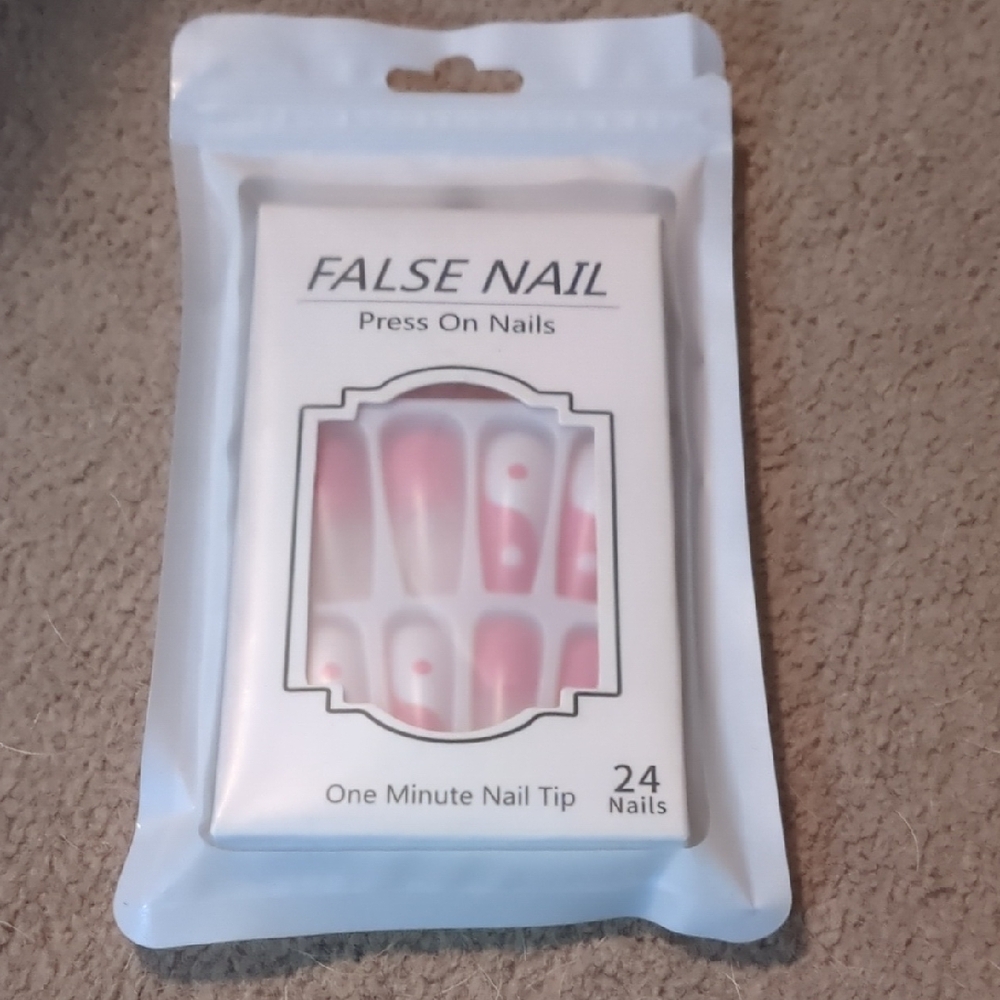 FALSE NAIL
Press On Nails
One Minute Nail Tip
24
Nails